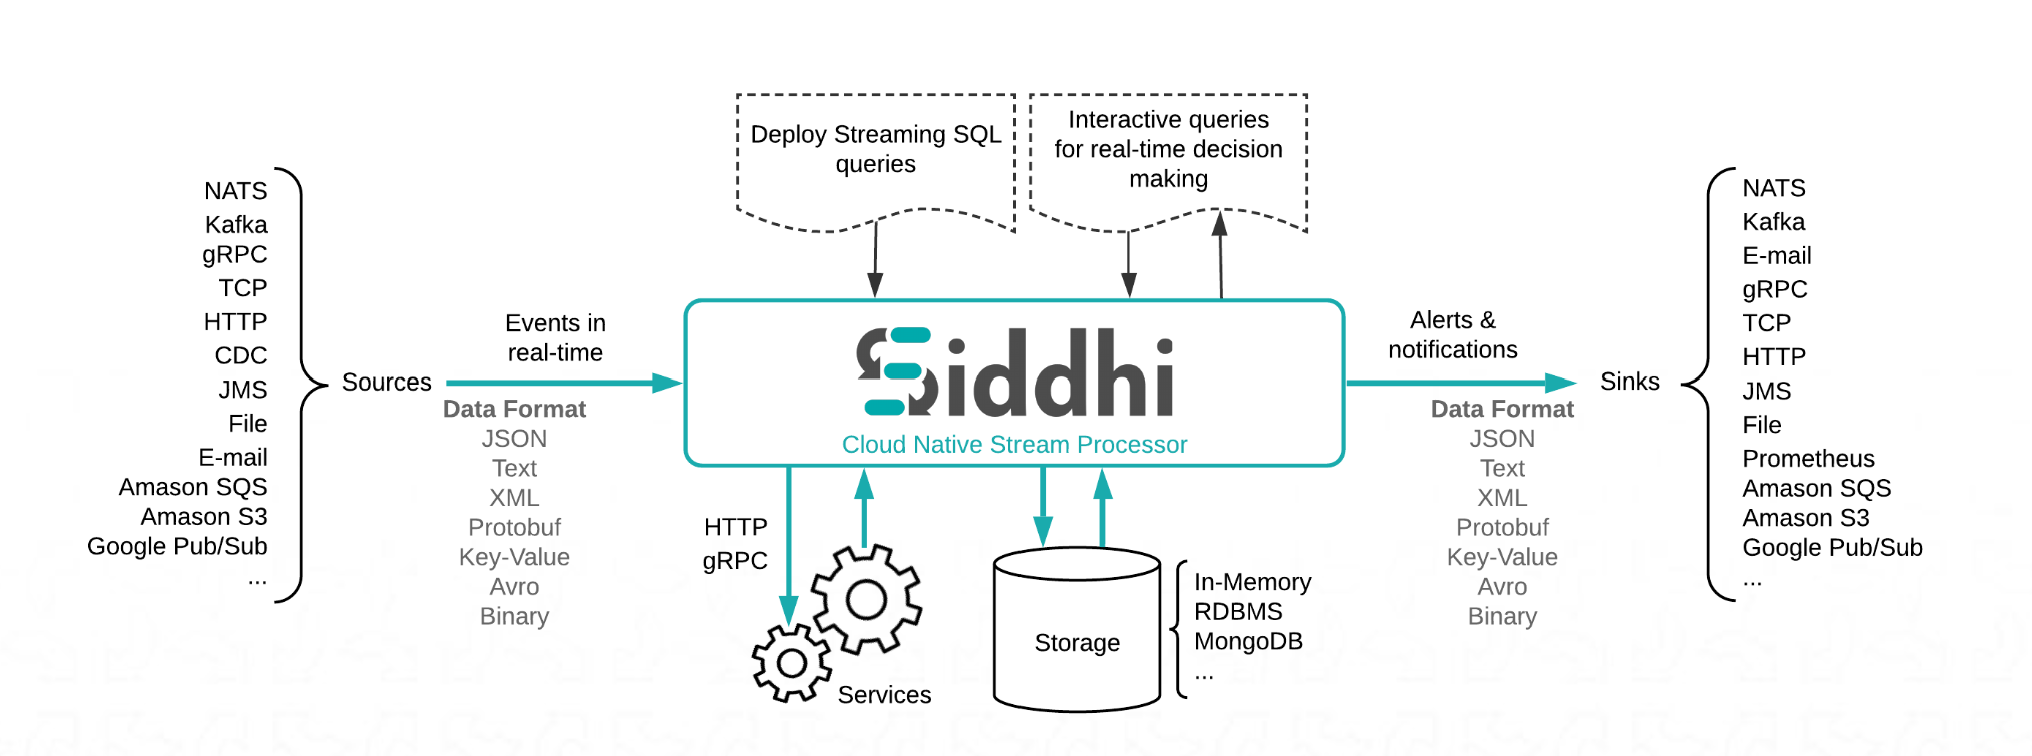 Deploy Streaming SQL
queries
Interactive queries
for real-time decision
making
NATS
Kafka
gRPC
TCP
HTTP
CDC
JMS
File
E-mail
Amason SQS
Amason S3
Google Pub/Sub
...
Sources
Events in
real-time
Data Format
JSON
Text
XML
Protobuf
Key-Value
Avro
Binary
Siddhi
Cloud Native Stream Processor
HTTP
gRPC
Services
Storage
In-Memory
RDBMS
MongoDB
...
Alerts &
notifications
Data Format
JSON
Text
XML
Protobuf
Key-Value
Avro
Binary
Sinks
NATS
Kafka
E-mail
gRPC
TCP
HTTP
JMS
File
Prometheus
Amason SQS
Amason S3
Google Pub/Sub
...